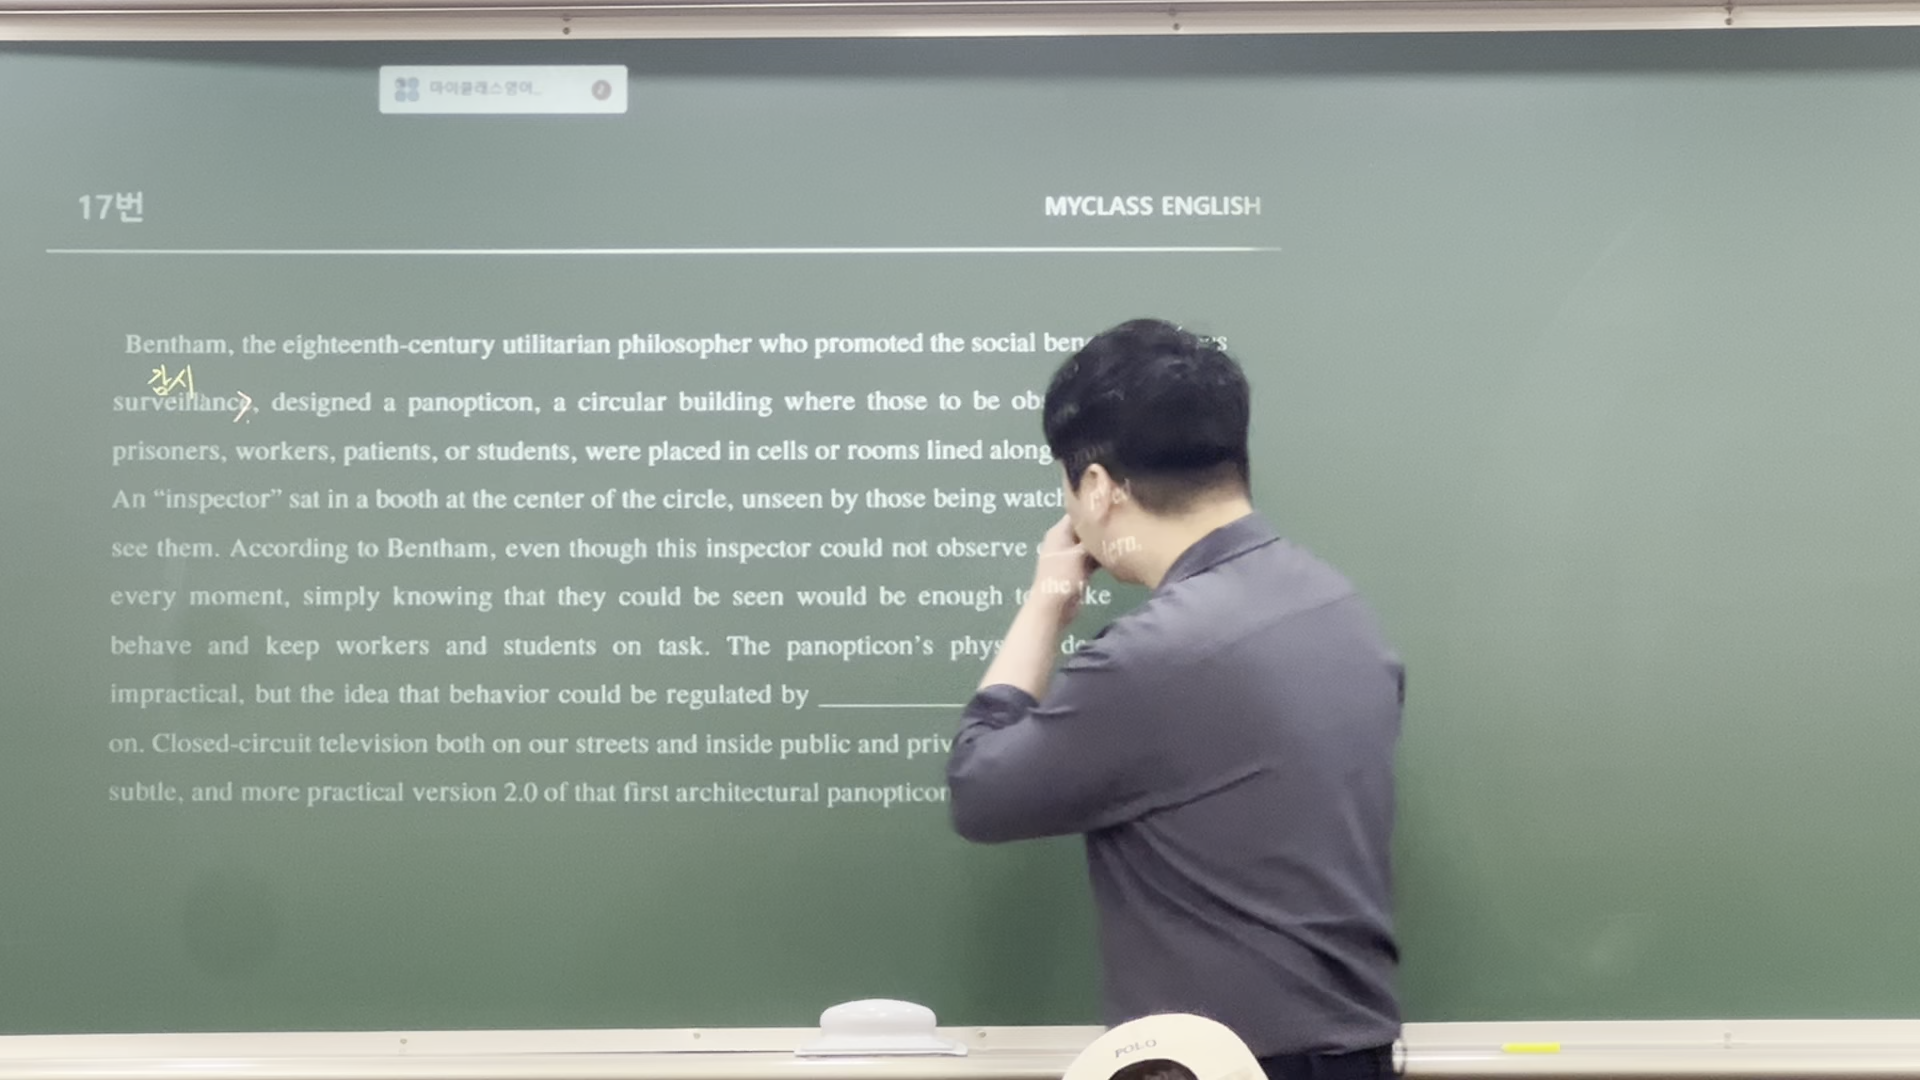 마이클래스영어...
17번
MYCLASS ENGLISH
Bentham, the eighteenth-century utilitarian philosopher who promoted the social
감시
surveillance, designed a panopticon, a circular building where those to be
prisoners, workers, patients, or students, were placed in cells or rooms lined along
An “inspector” sat in a booth at the center of the circle, unseen by those being
see them. According to Bentham, even though this inspector could not observe
every moment, simply knowing that they could be seen would be enough
behave and keep workers and students on task. The panopticon’s
impractical, but the idea that behavior could be regulated by ____________
on. Closed-circuit television both on our streets and inside public and
subtle, and more practical version 2.0 of that first architectural panopticon
POLO